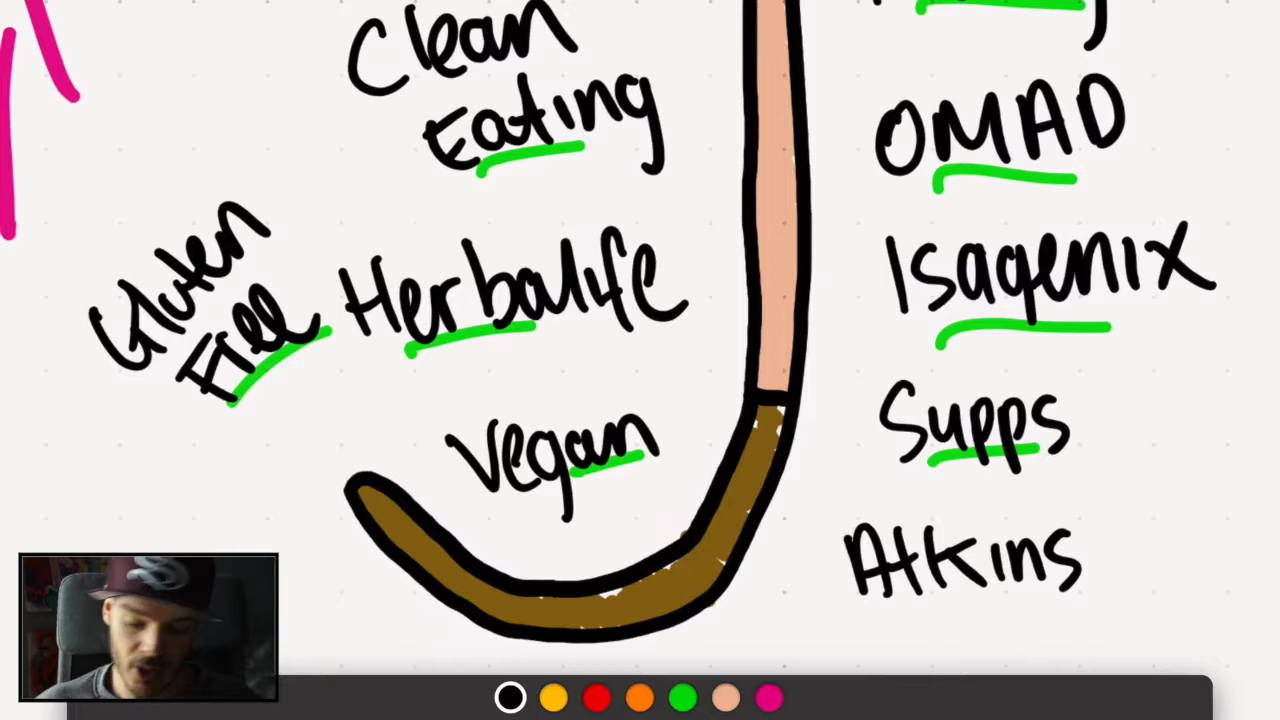 Clean
Eating
OMAD
Gluten
Free
Herbalife
Isagenix
Vegan
Supps
Atkins